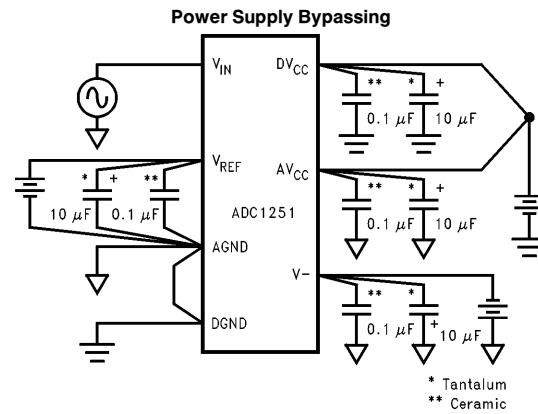 Power Supply Bypassing
V_IN
DV_CC
** * +
0.1 μF 10 μF
V_REF
* + **
10 μF 0.1 μF
AV_CC
** * +
0.1 μF 10 μF
ADC1251
AGND
V−
** *
0.1 μF + 10 μF
DGND
* Tantalum
** Ceramic